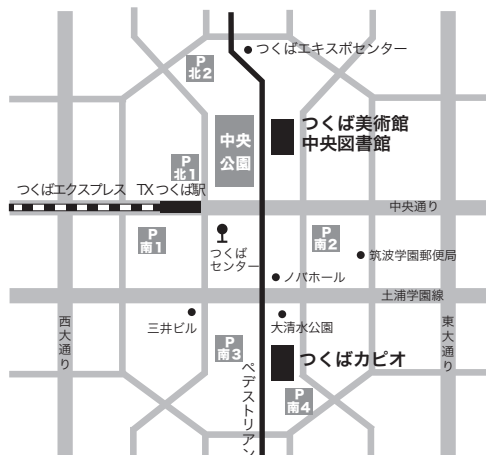 つくばエキスポセンター
P
北2
つくば美術館
中央図書館
中央
公園
P
北1
つくばエクスプレス TXつくば駅
中央通り
P
南1
つくば
センター
P
南2
筑波学園郵便局
ノバホール
土浦学園線
三井ビル
大清水公園
西大通り
東大通り
P
南3
つくばカピオ
ペデストリアン
P
南4